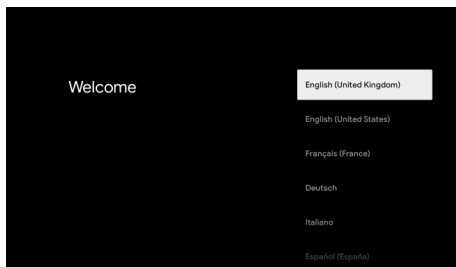 Welcome
English (United Kingdom)
English (United States)
Français (France)
Deutsch
Italiano
Español (España)